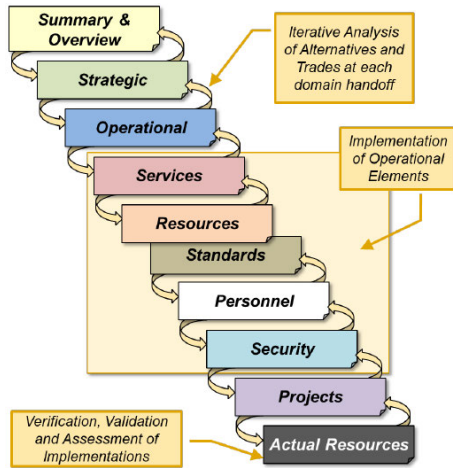 Summary &
Overview
Iterative Analysis
of Alternatives and
Trades at each
domain handoff
Strategic
Operational
Implementation
of Operational
Elements
Services
Resources
Standards
Personnel
Security
Projects
Verification, Validation
and Assessment of
Implementations
Actual Resources